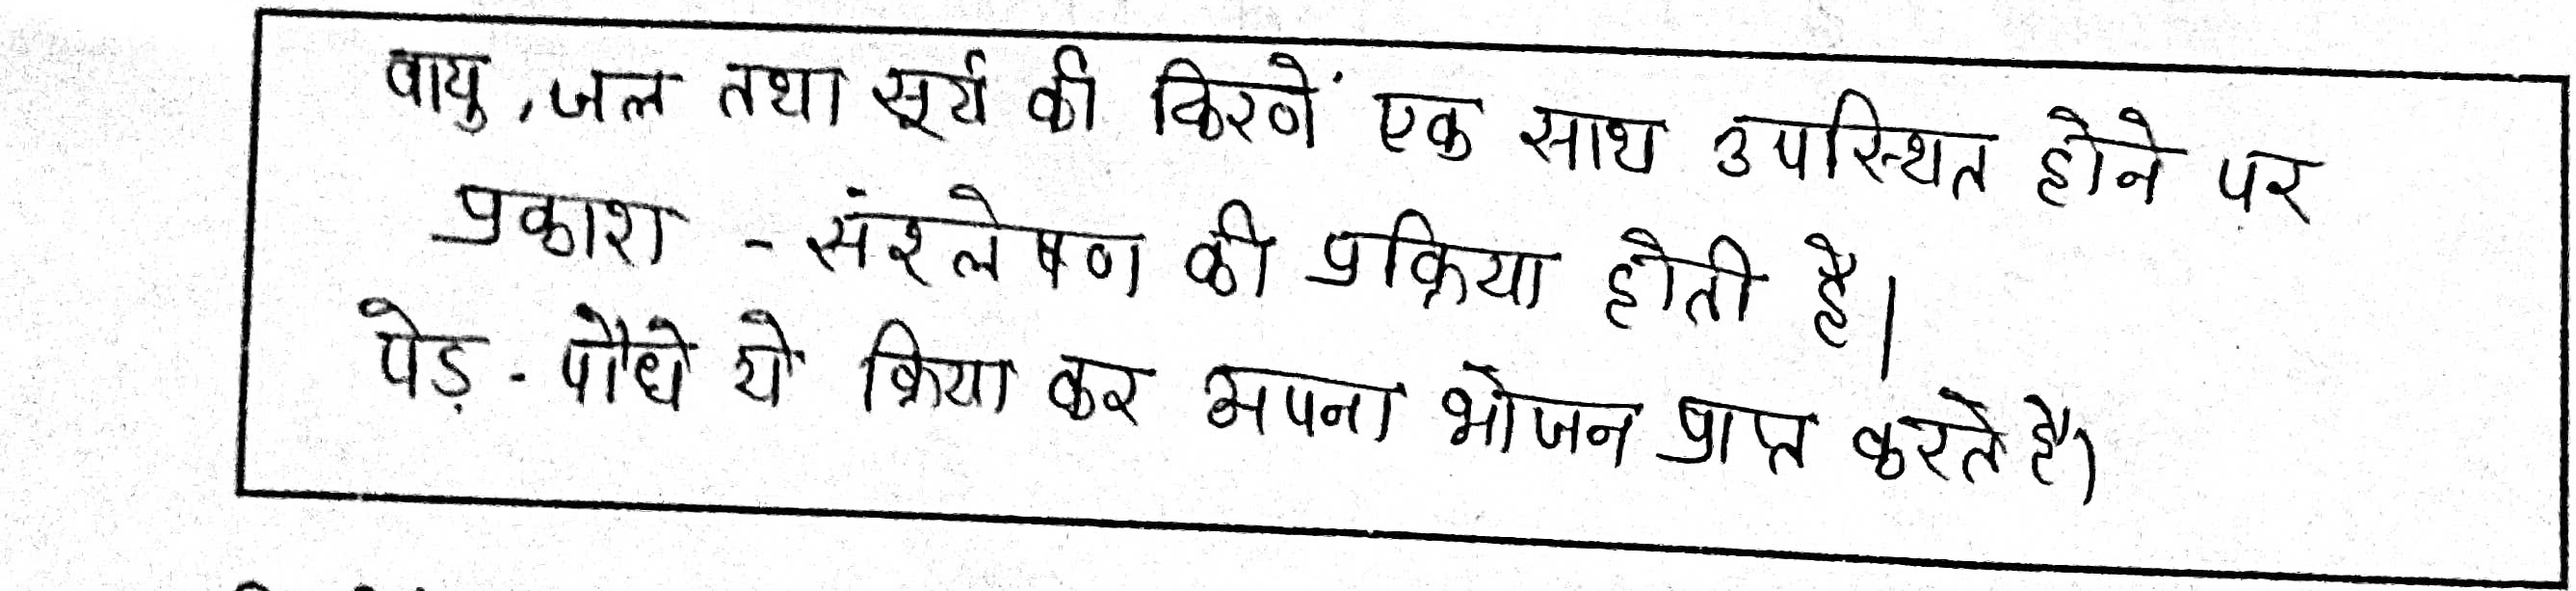 वायु, जल तथा सूर्य की किरणें एक साथ उपस्थित होने पर
प्रकाश - संश्लेषण की प्रक्रिया होती है।
पेड़ - पौधे ये क्रिया कर अपना भोजन प्राप्त करते है।